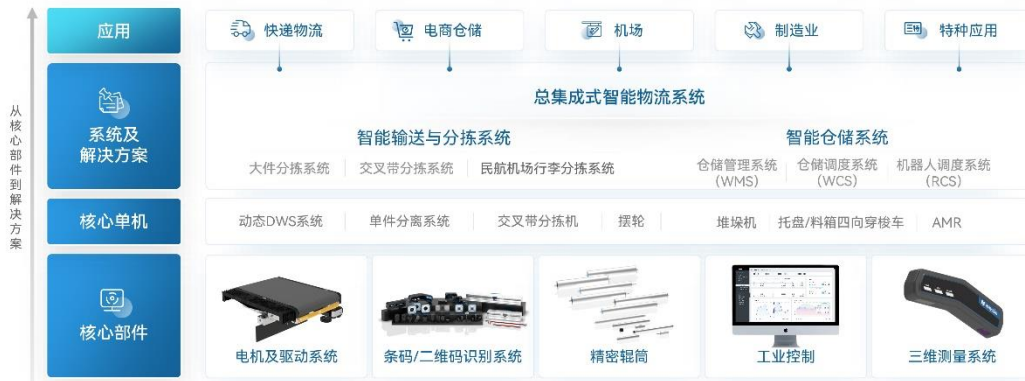 从核心部件到解决方案
应用
快递物流
电商仓储
机场
制造业
特种应用
系统及
解决方案
总集成式智能物流系统
智能输送与分拣系统
智能仓储系统
大件分拣系统
交叉带分拣系统
民航机场行李分拣系统
仓储管理系统
(WMS)
仓储调度系统
(WCS)
机器人调度系统
(RCS)
核心单机
动态DWS系统
单件分离系统
交叉带分拣机
摆轮
堆垛机
托盘/料箱四向穿梭车
AMR
核心部件
电机及驱动系统
条码/二维码识别系统
精密辊筒
工业控制
三维测量系统